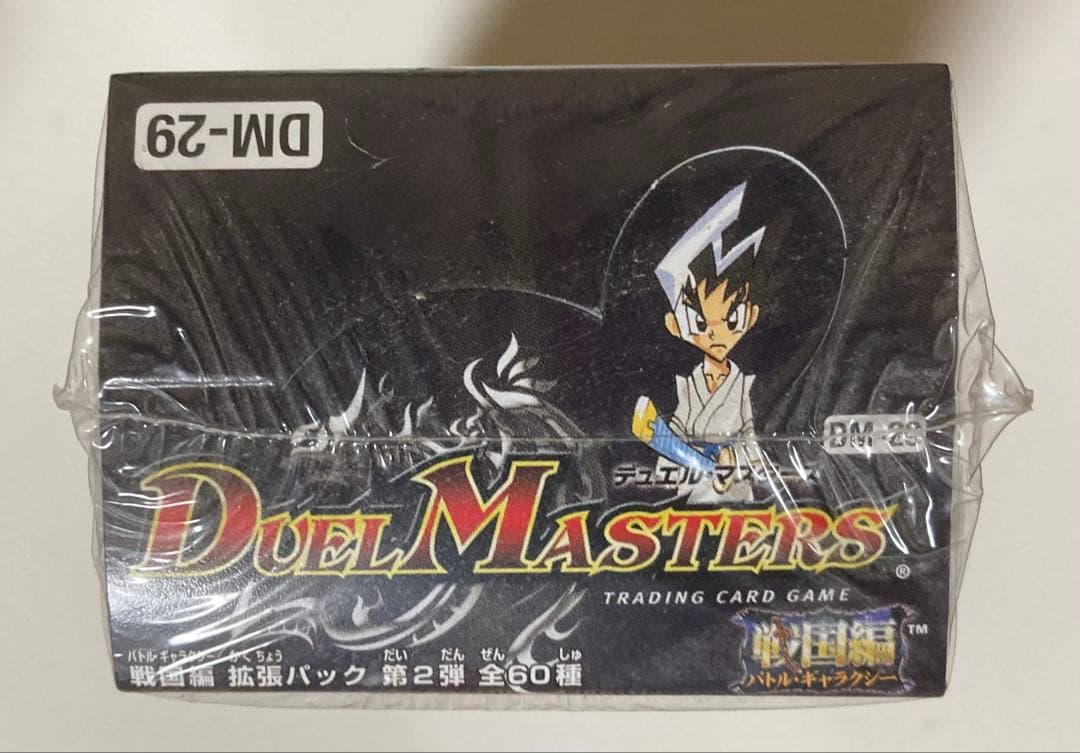 DM-29
DM-29
デュエル・マスターズ
DUEL MASTERS ®
TRADING CARD GAME
戦国編 ™
バトル・ギャラクシー
バトル・ギャラクシー かくちょう だい だん ぜん しゅ
戦国編 拡張パック 第2弾 全60種